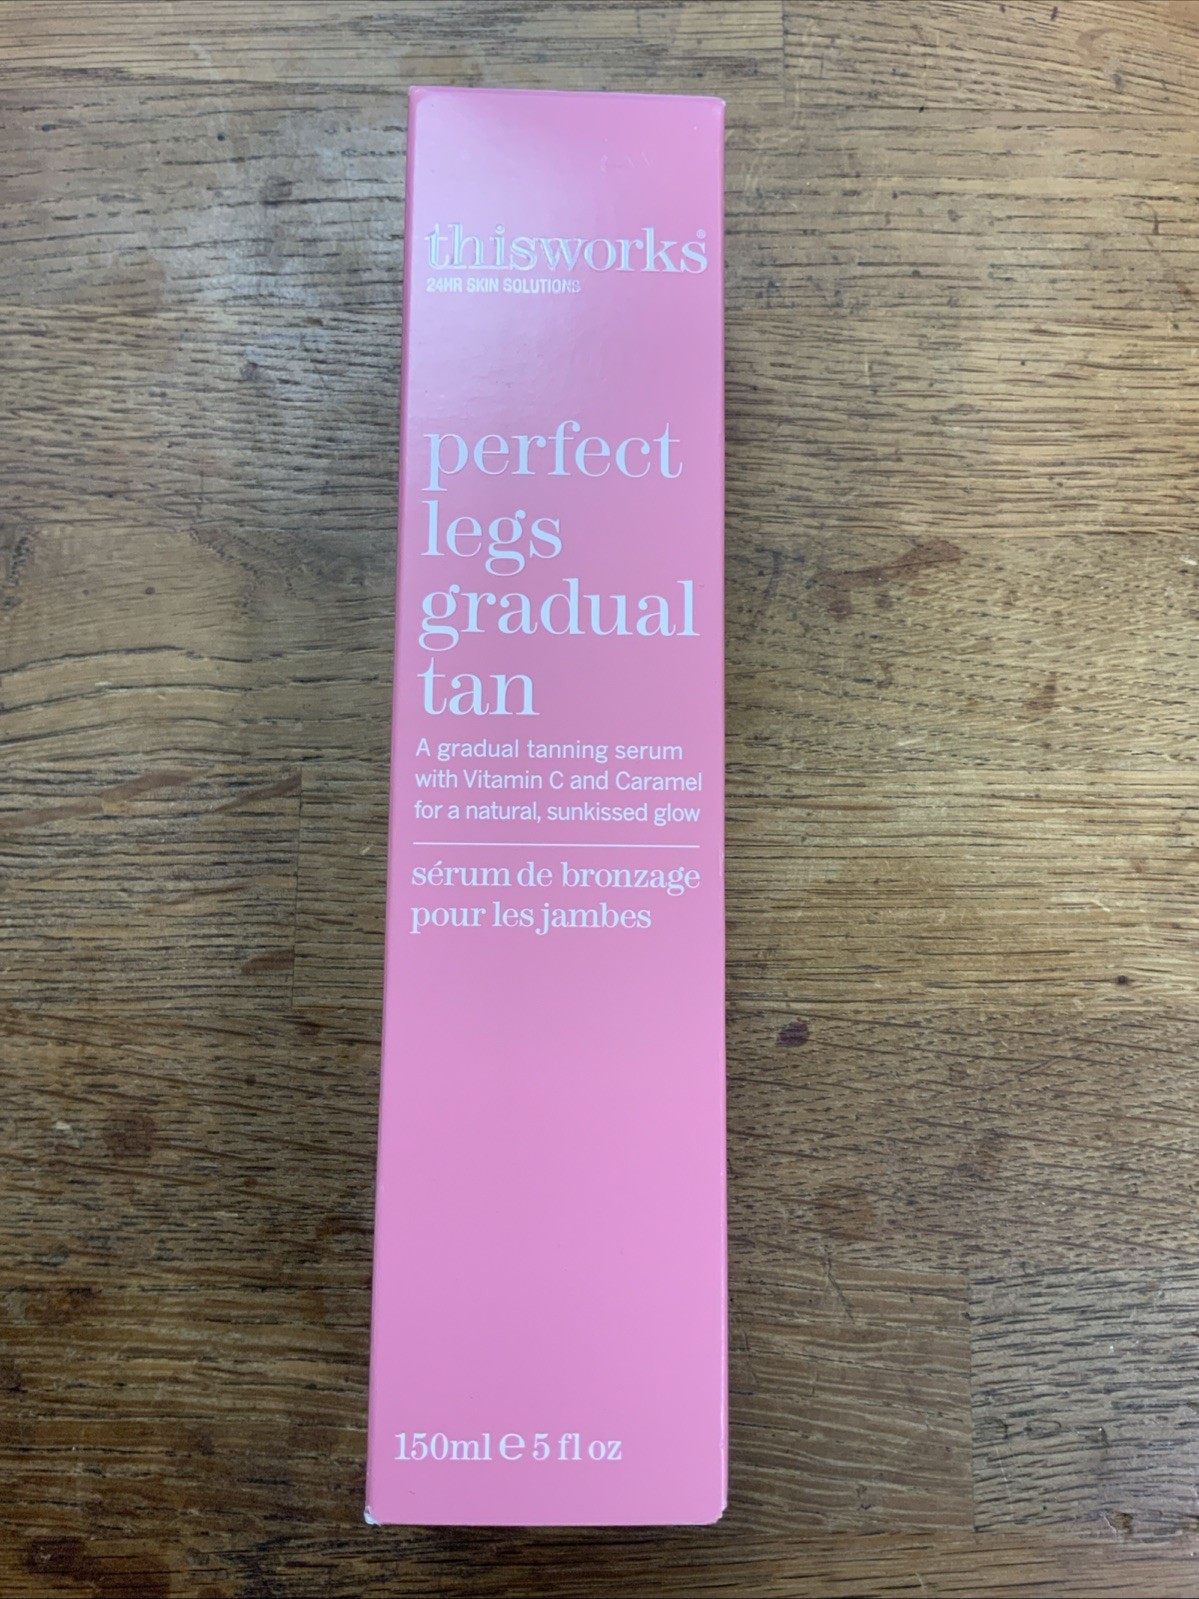 thisworks®
24HR SKIN SOLUTIONS
perfect
legs
gradual
tan
A gradual tanning serum
with Vitamin C and Caramel
for a natural, sunkissed glow
sérum de bronzage
pour les jambes
150ml ℮ 5 fl oz